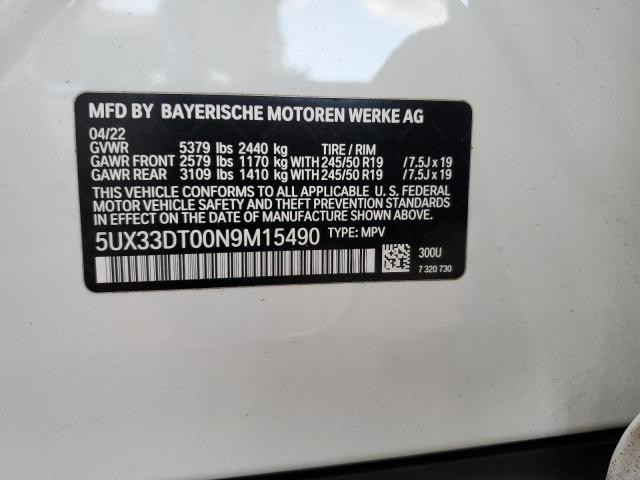 MFD BY BAYERISCHE MOTOREN WERKE AG
04/22
GVWR 5379 lbs 2440 kg TIRE / RIM
GAWR FRONT 2579 lbs 1170 kg WITH 245/50 R19 /7.5J x 19
GAWR REAR 3109 lbs 1410 kg WITH 245/50 R19 /7.5J x 19
THIS VEHICLE CONFORMS TO ALL APPLICABLE U. S. FEDERAL
MOTOR VEHICLE SAFETY AND THEFT PREVENTION STANDARDS
IN EFFECT ON THE DATE OF MANUFACTURE SHOWN ABOVE.
5UX33DT00N9M15490 TYPE: MPV
300U
7 320 730